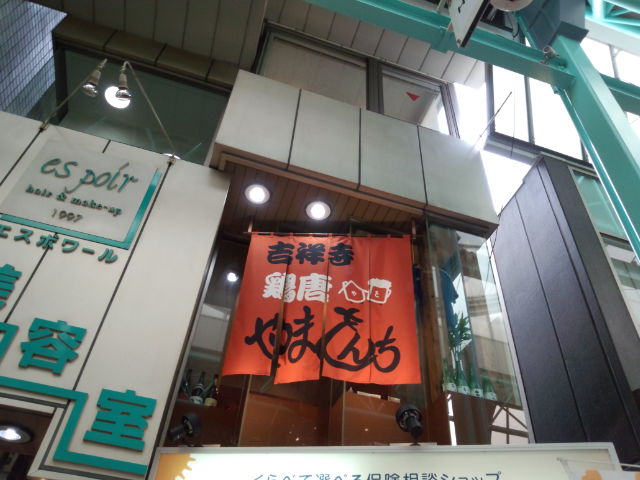 es poir
hair & make-up
1997
エスポワール
美容室
吉祥寺
鶏唐
やまきんち
くらべて選べる保険相談ショップ